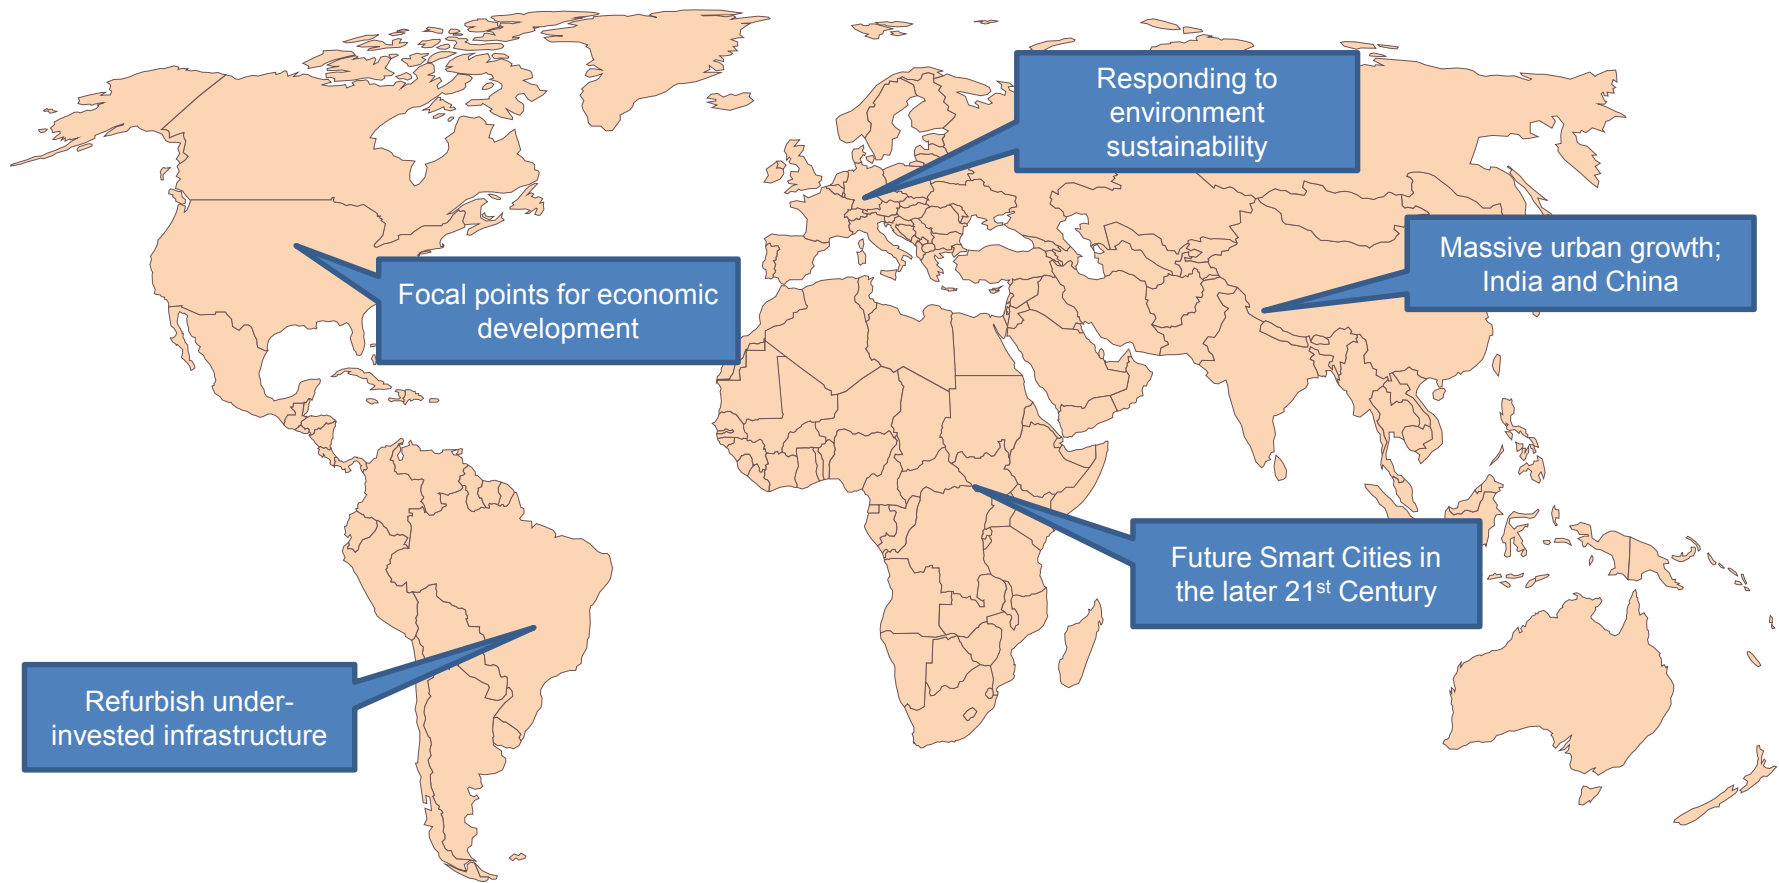 Responding to
environment
sustainability
Massive urban growth;
India and China
Focal points for economic
development
Future Smart Cities in
the later 21st Century
Refurbish under-
invested infrastructure